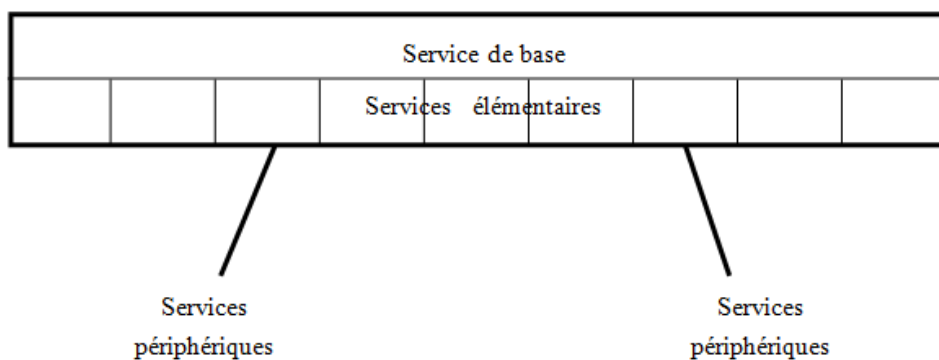 Service de base
Services élémentaires
Services
périphériques
Services
périphériques